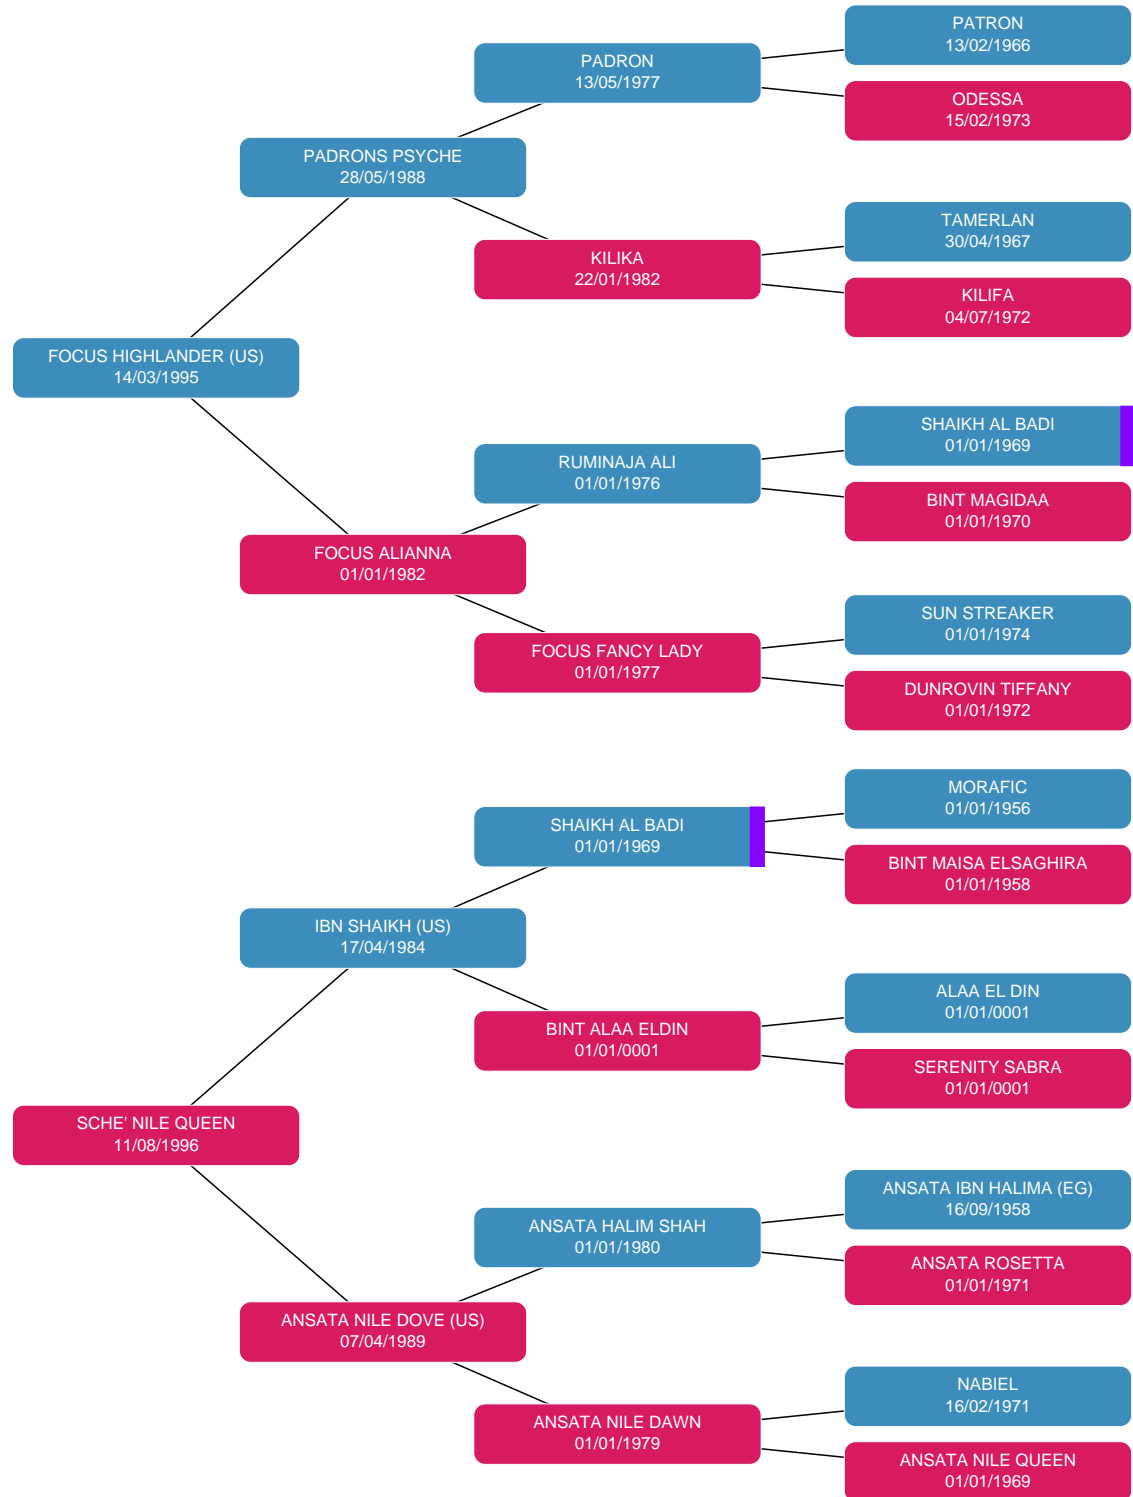 PATRON
13/02/1966
PADRON
13/05/1977
ODESSA
15/02/1973
PADRONS PSYCHE
28/05/1988
TAMERLAN
30/04/1967
KILIKA
22/01/1982
KILIFA
04/07/1972
FOCUS HIGHLANDER (US)
14/03/1995
SHAIKH AL BADI
01/01/1969
RUMINAJA ALI
01/01/1976
BINT MAGIDAA
01/01/1970
FOCUS ALIANNA
01/01/1982
SUN STREAKER
01/01/1974
FOCUS FANCY LADY
01/01/1977
DUNROVIN TIFFANY
01/01/1972
MORAFIC
01/01/1956
SHAIKH AL BADI
01/01/1969
BINT MAISA ELSAGHIRA
01/01/1958
IBN SHAIKH (US)
17/04/1984
ALAA EL DIN
01/01/0001
BINT ALAA ELDIN
01/01/0001
SERENITY SABRA
01/01/0001
SCHE' NILE QUEEN
11/08/1996
ANSATA IBN HALIMA (EG)
16/09/1958
ANSATA HALIM SHAH
01/01/1980
ANSATA ROSETTA
01/01/1971
ANSATA NILE DOVE (US)
07/04/1989
NABIEL
16/02/1971
ANSATA NILE DAWN
01/01/1979
ANSATA NILE QUEEN
01/01/1969